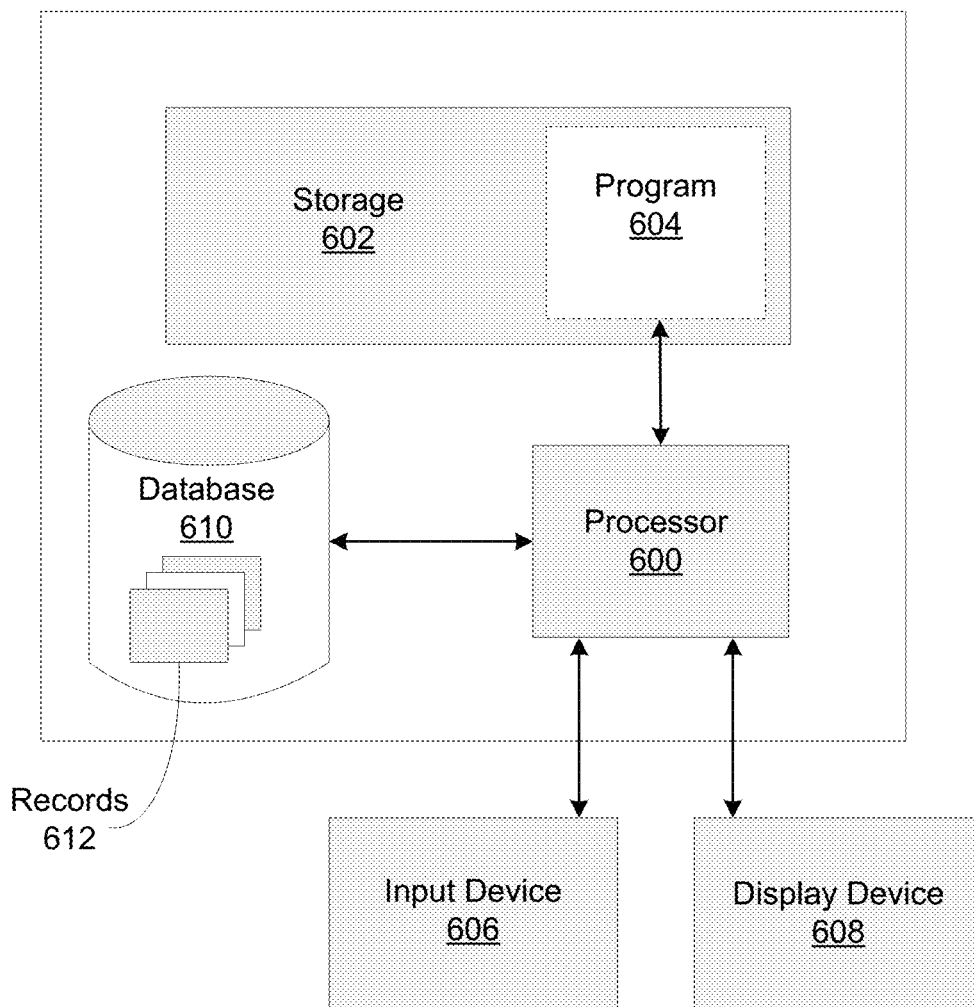 Storage
602
Program
604
Database
610
Processor
600
Records
612
Input Device
606
Display Device
608